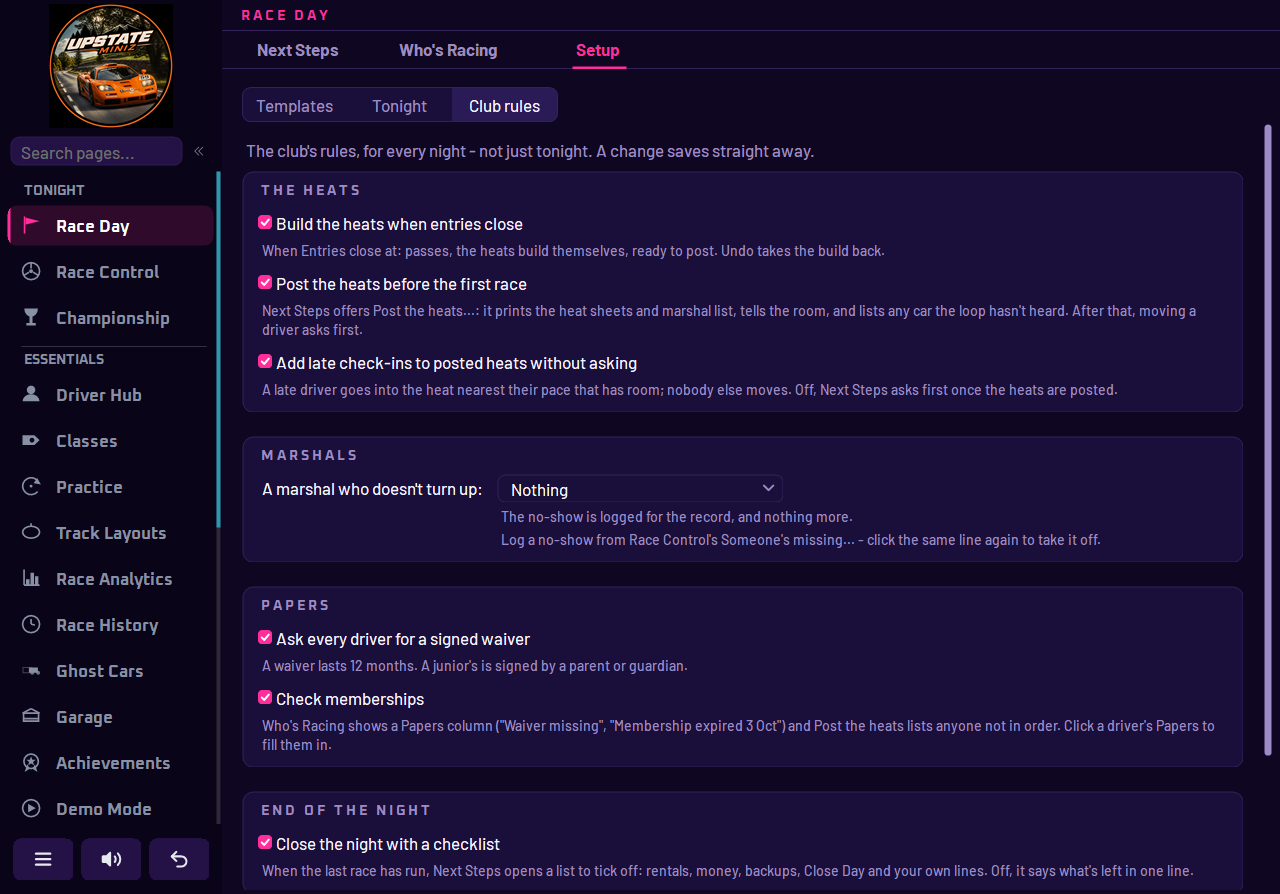 UPSTATE
MINIZ
Search pages...
TONIGHT
Race Day
Race Control
Championship
ESSENTIALS
Driver Hub
Classes
Practice
Track Layouts
Race Analytics
Race History
Ghost Cars
Garage
Achievements
Demo Mode
RACE DAY
Next Steps
Who's Racing
Setup
Templates
Tonight
Club rules
The club's rules, for every night - not just tonight. A change saves straight away.
THE HEATS
Build the heats when entries close
When Entries close at: passes, the heats build themselves, ready to post. Undo takes the build back.
Post the heats before the first race
Next Steps offers Post the heats...: it prints the heat sheets and marshal list, tells the room, and lists any car the loop hasn't heard. After that, moving a
driver asks first.
Add late check-ins to posted heats without asking
A late driver goes into the heat nearest their pace that has room; nobody else moves. Off, Next Steps asks first once the heats are posted.
MARSHALS
A marshal who doesn't turn up: Nothing
The no-show is logged for the record, and nothing more.
Log a no-show from Race Control's Someone's missing... - click the same line again to take it off.
PAPERS
Ask every driver for a signed waiver
A waiver lasts 12 months. A junior's is signed by a parent or guardian.
Check memberships
Who's Racing shows a Papers column ("Waiver missing", "Membership expired 3 Oct") and Post the heats lists anyone not in order. Click a driver's Papers to
fill them in.
END OF THE NIGHT
Close the night with a checklist
When the last race has run, Next Steps opens a list to tick off: rentals, money, backups, Close Day and your own lines. Off, it says what's left in one line.